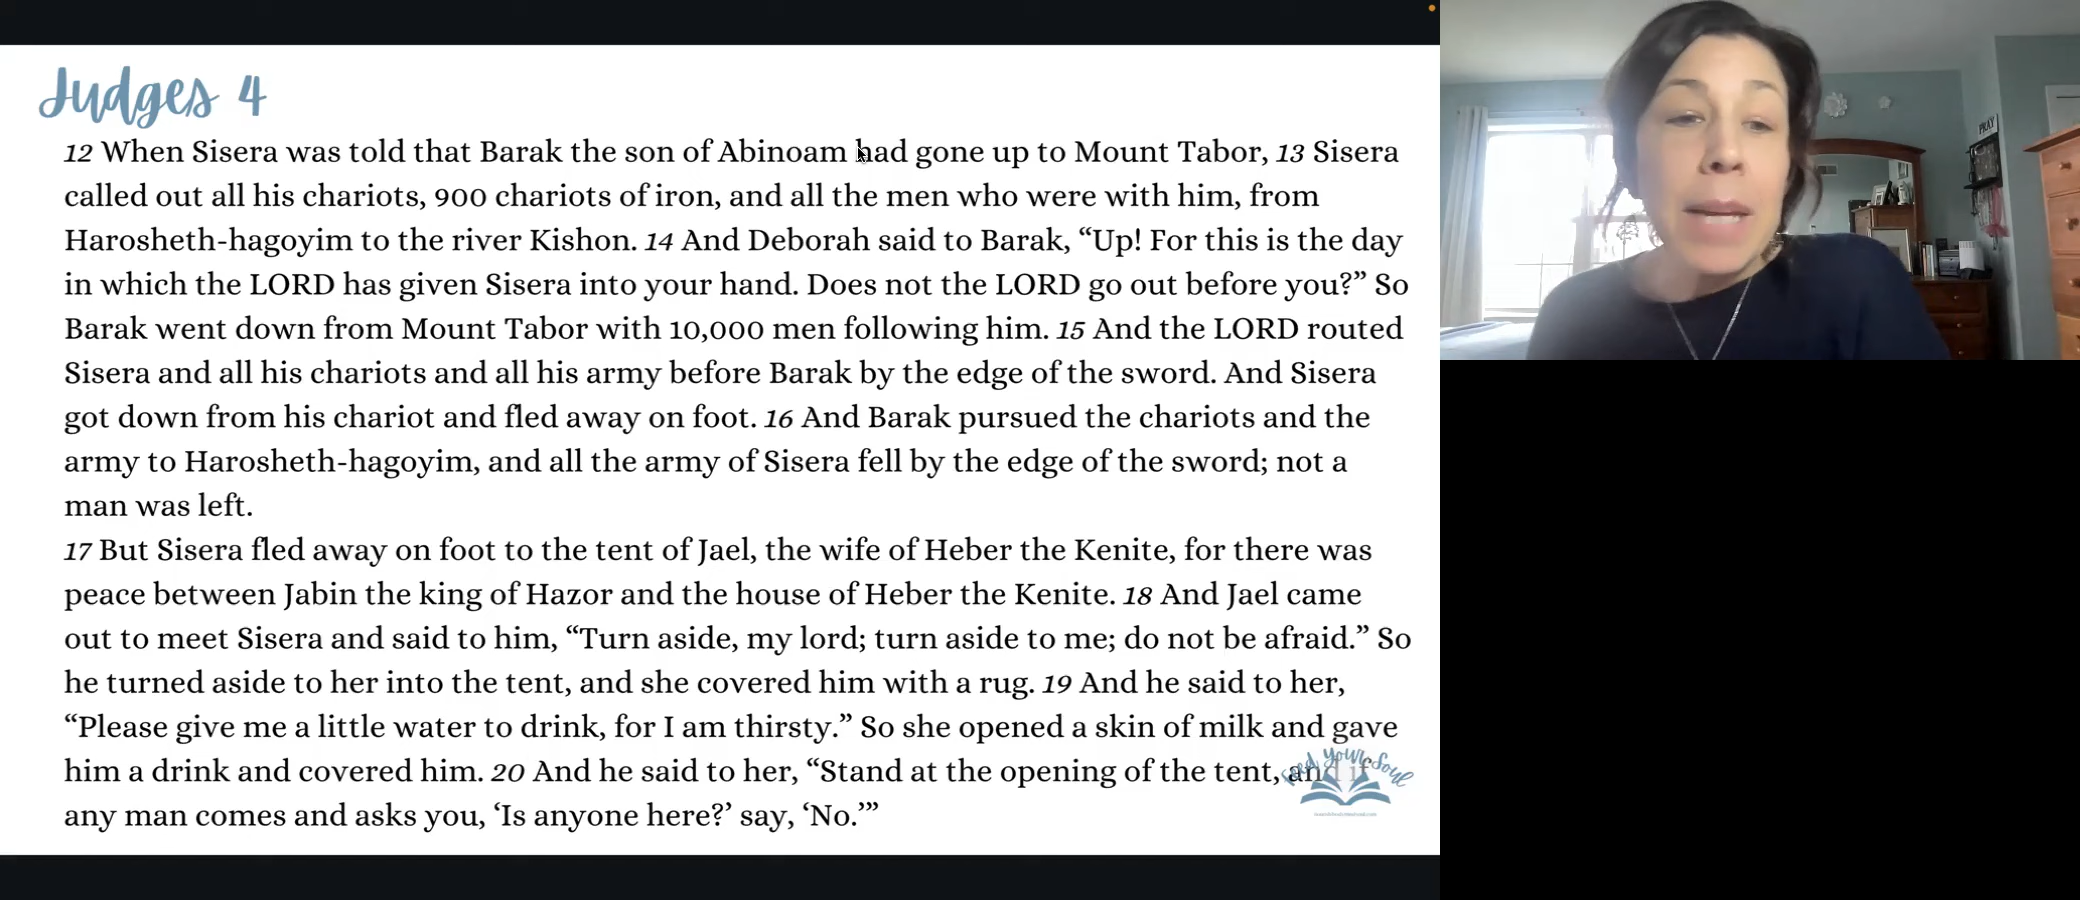 Judges 4
12 When Sisera was told that Barak the son of Abinoam had gone up to Mount Tabor, 13 Sisera
called out all his chariots, 900 chariots of iron, and all the men who were with him, from
Harosheth-hagoyim to the river Kishon. 14 And Deborah said to Barak, “Up! For this is the day
in which the LORD has given Sisera into your hand. Does not the LORD go out before you?” So
Barak went down from Mount Tabor with 10,000 men following him. 15 And the LORD routed
Sisera and all his chariots and all his army before Barak by the edge of the sword. And Sisera
got down from his chariot and fled away on foot. 16 And Barak pursued the chariots and the
army to Harosheth-hagoyim, and all the army of Sisera fell by the edge of the sword; not a
man was left.
17 But Sisera fled away on foot to the tent of Jael, the wife of Heber the Kenite, for there was
peace between Jabin the king of Hazor and the house of Heber the Kenite. 18 And Jael came
out to meet Sisera and said to him, “Turn aside, my lord; turn aside to me; do not be afraid.” So
he turned aside to her into the tent, and she covered him with a rug. 19 And he said to her,
“Please give me a little water to drink, for I am thirsty.” So she opened a skin of milk and gave
him a drink and covered him. 20 And he said to her, “Stand at the opening of the tent, and if
any man comes and asks you, ‘Is anyone here?’ say, ‘No.’”
Feed Your Soul
PRAY